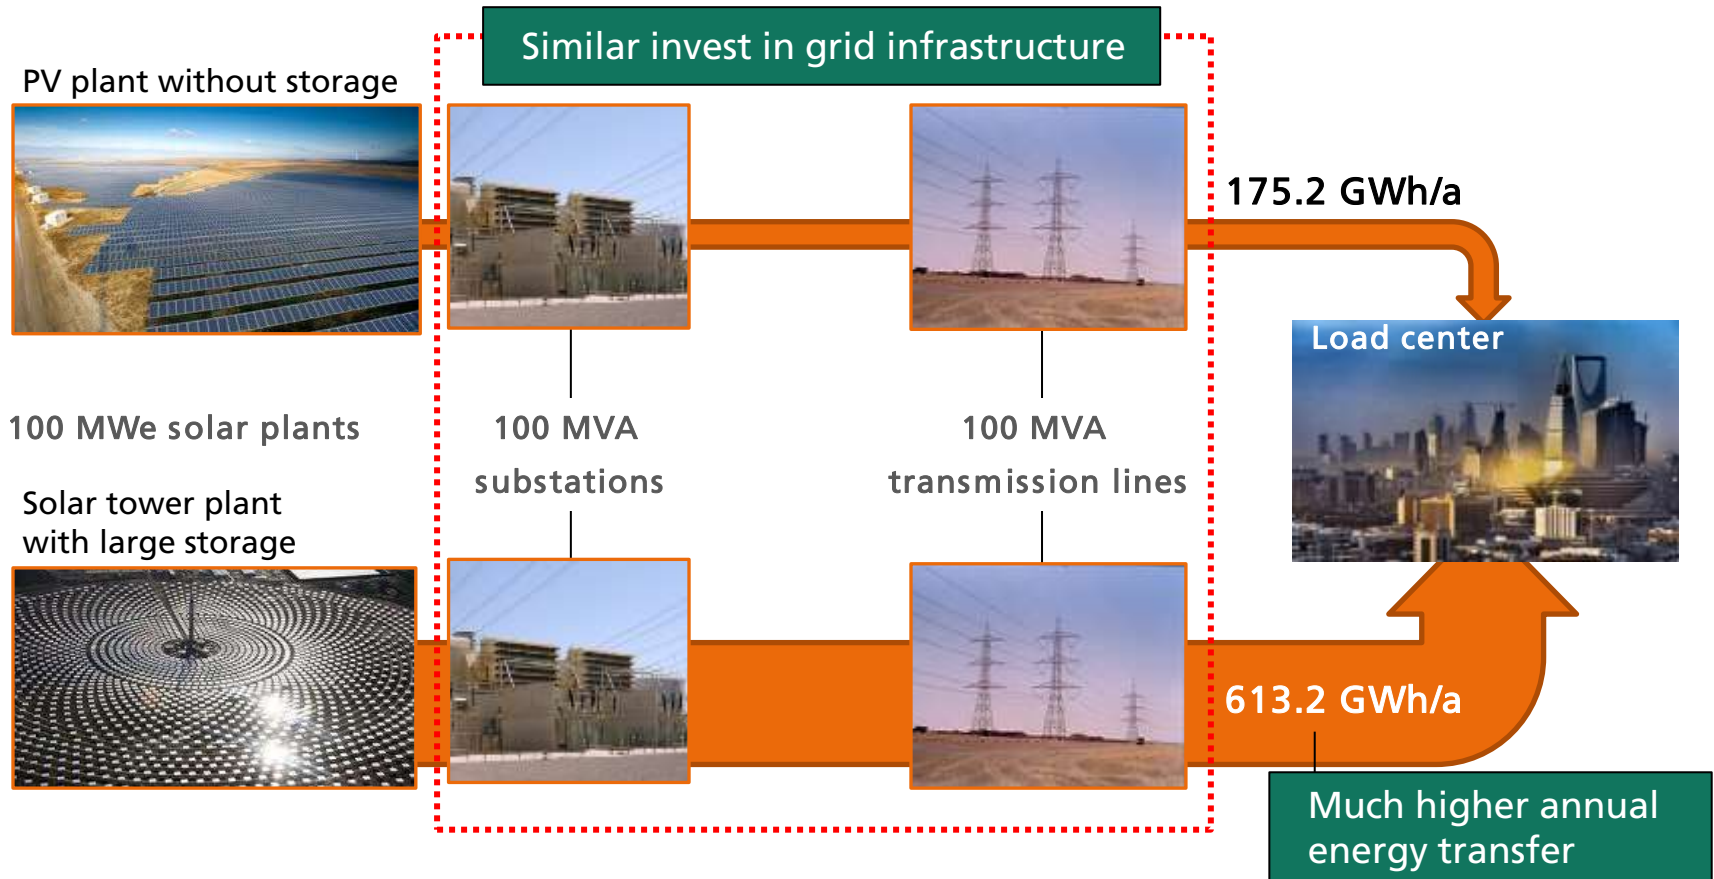 Similar invest in grid infrastructure
PV plant without storage
175.2 GWh/a
Load center
100 MWe solar plants
100 MVA
substations
100 MVA
transmission lines
Solar tower plant
with large storage
613.2 GWh/a
Much higher annual
energy transfer